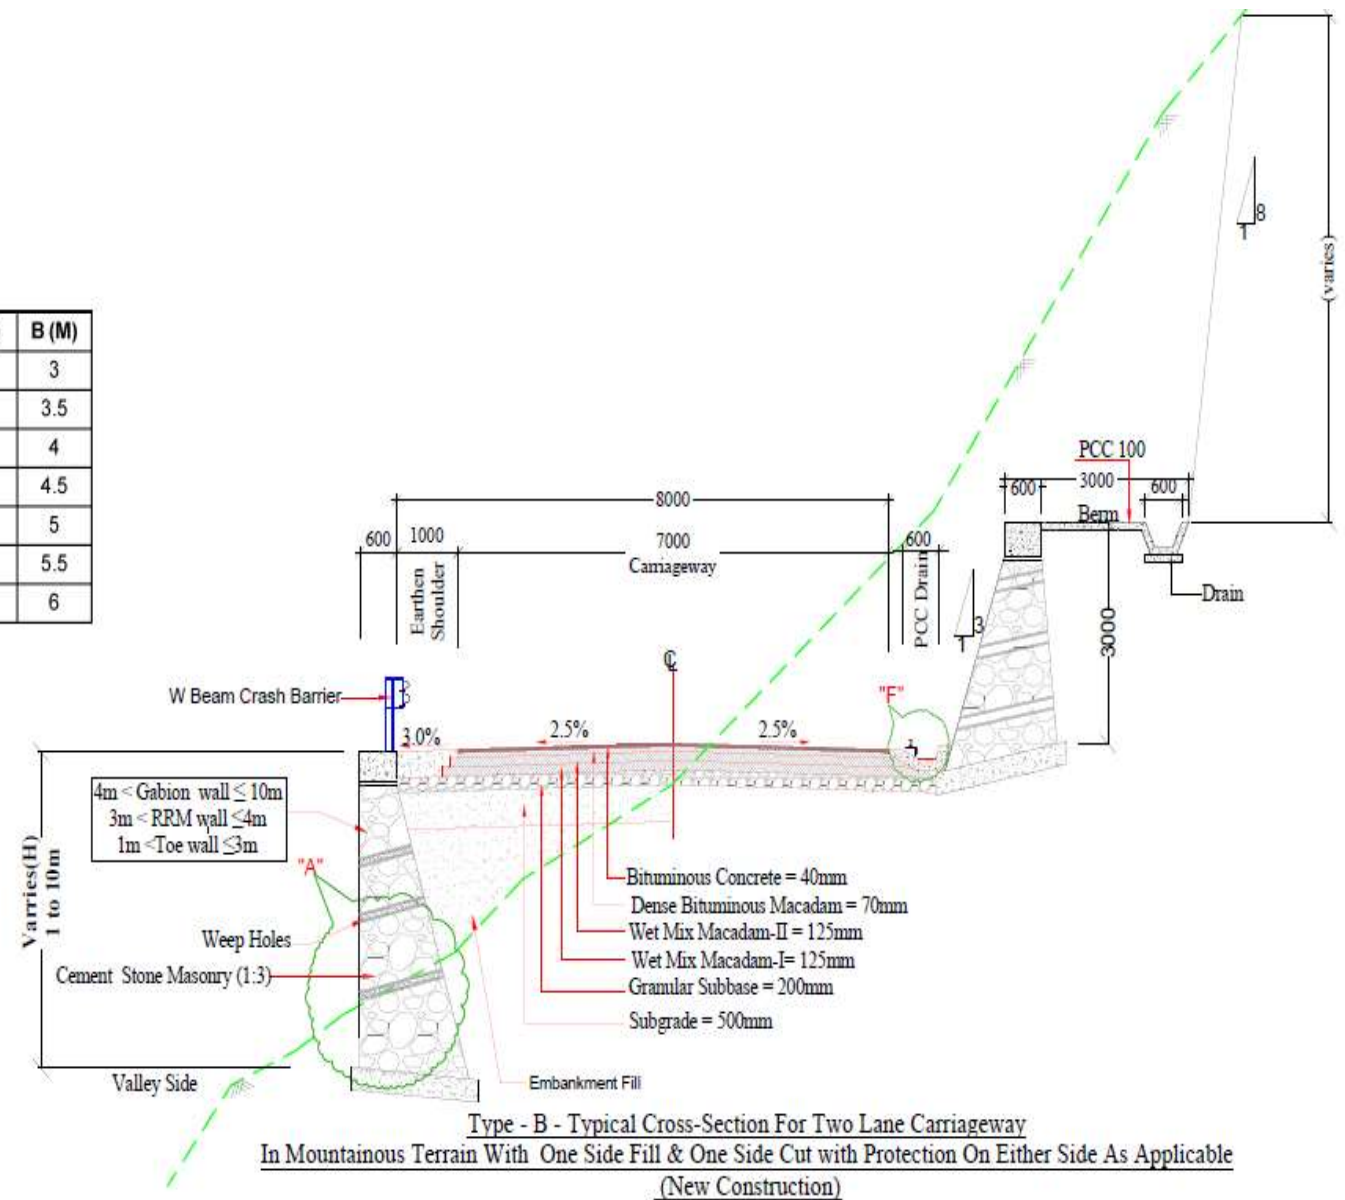 8
1
(varies)
B (M)
3
3.5
4
4.5
5
5.5
6
PCC 100
3000
600
600
Berm
8000
600
1000
7000
600
Carriageway
Earthen
Shoulder
PCC Drain
Drain
3
1
3000
C L
W Beam Crash Barrier
"F"
3.0%
2.5%
2.5%
4m < Gabion wall ≤ 10m
3m < RRM wall ≤4m
1m <Toe wall ≤3m
Varries(H)
1 to 10m
"A"
Bituminous Concrete = 40mm
Dense Bituminous Macadam = 70mm
Weep Holes
Wet Mix Macadam-II = 125mm
Wet Mix Macadam-I= 125mm
Cement Stone Masonry (1:3)
Granular Subbase = 200mm
Subgrade = 500mm
Valley Side
Embankment Fill
Type - B - Typical Cross-Section For Two Lane Carriageway
In Mountainous Terrain With One Side Fill & One Side Cut with Protection On Either Side As Applicable
(New Construction)